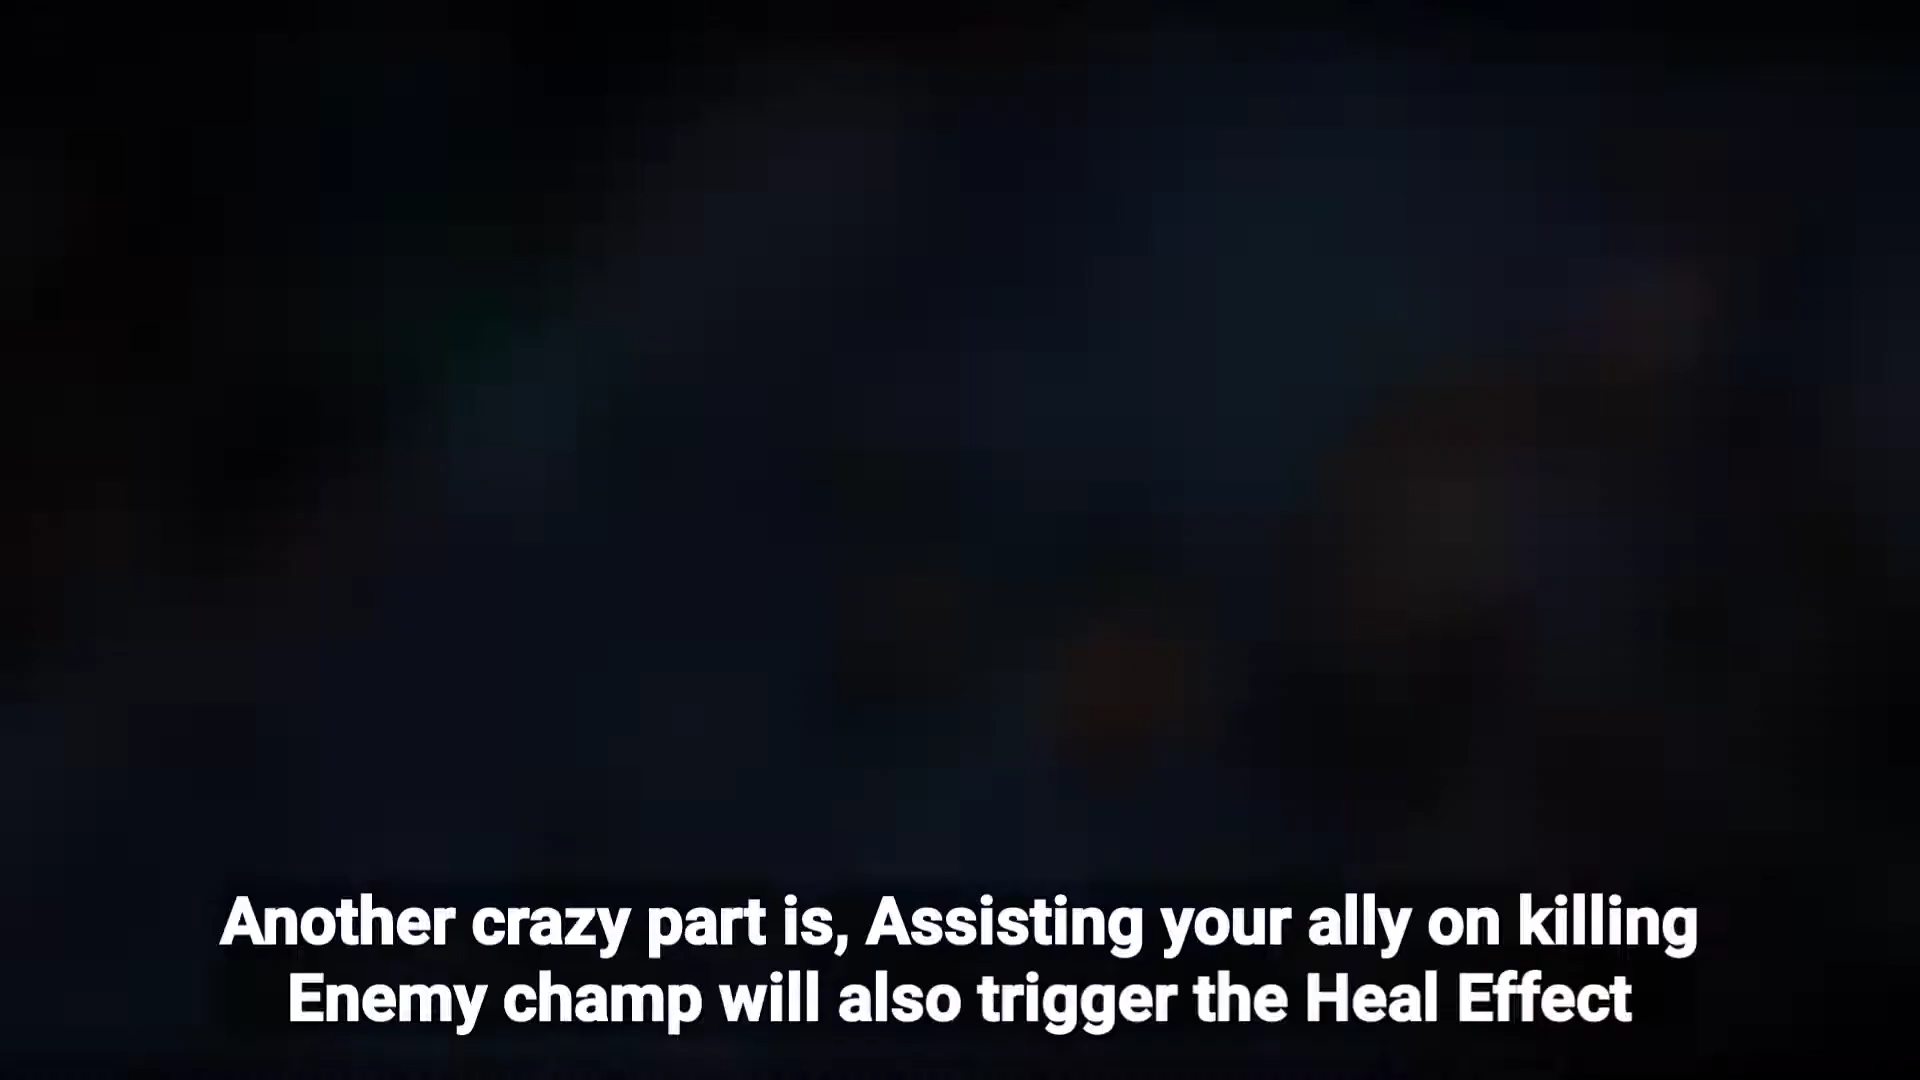 Another crazy part is, Assisting your ally on killing
Enemy champ will also trigger the Heal Effect